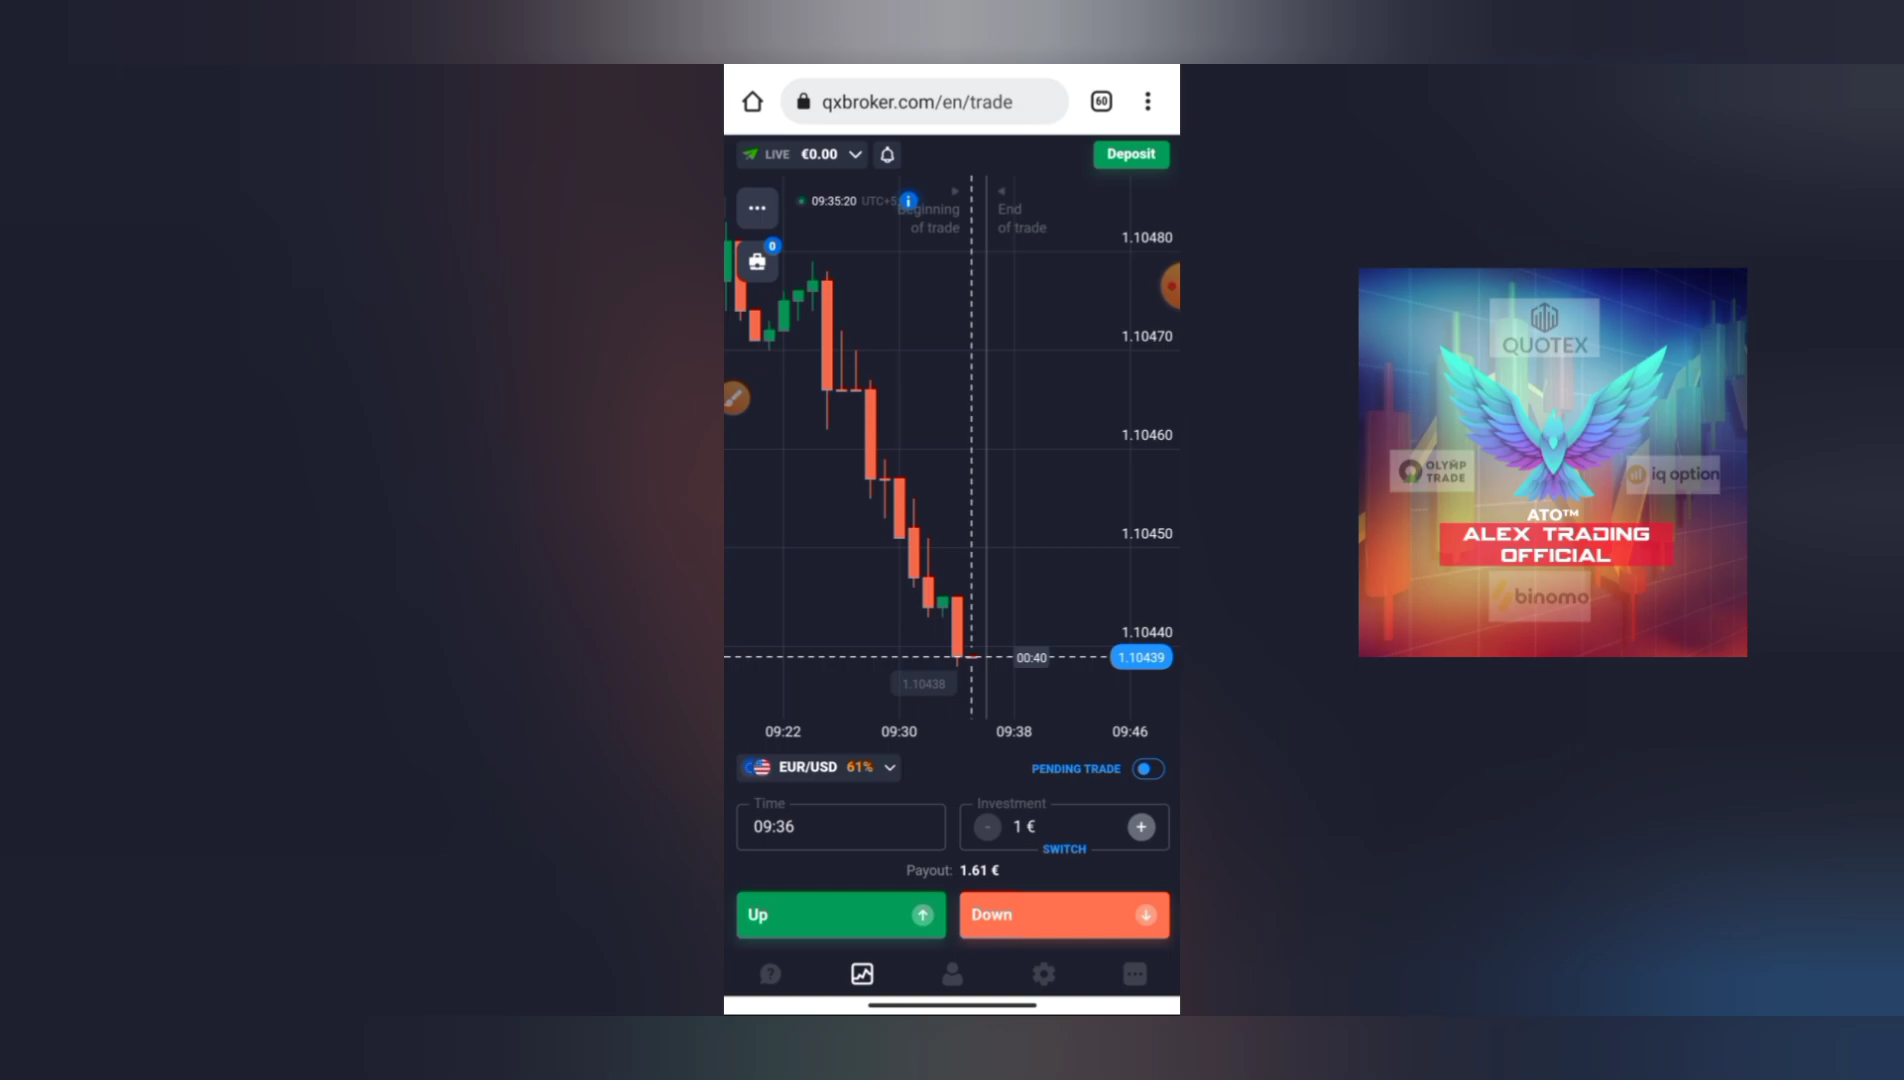 qxbroker.com/en/trade
60
LIVE €0.00
Deposit
09:35:20
Beginning
of trade
End
of trade
0
1.10480
1.10470
1.10460
1.10450
1.10440
00:40
1.10439
1.10438
09:22
09:30
09:38
09:46
EUR/USD 61%
PENDING TRADE
Time
09:36
Investment
- 1 € +
SWITCH
Payout: 1.61 €
Up
Down
QUOTEX
OLYMP
TRADE
iq option
ATO™
ALEX TRADING
OFFICIAL
binomo